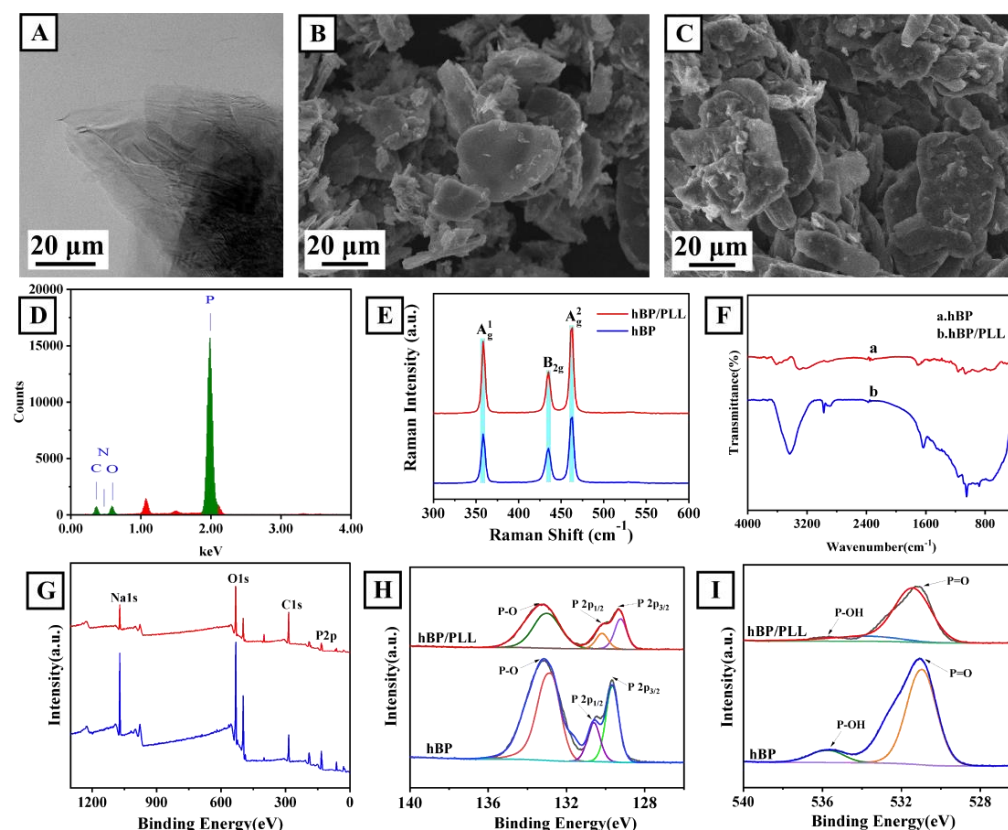 A
20 μm
B
20 μm
C
20 μm
D
20000
15000
10000
5000
0
Counts
P
N
C O
0.00 1.00 2.00 3.00 4.00
keV
E
hBP/PLL
hBP
A1g
B2g
A2g
Raman Intensity (a.u.)
300 350 400 450 500 550 600
Raman Shift (cm-1)
F
a.hBP
b.hBP/PLL
a
b
Transmittance(%)
4000 3200 2400 1600 800
Wavenumber(cm-1)
G
Na1s
O1s
C1s
P2p
Intensity(a.u.)
1200 900 600 300 0
Binding Energy(eV)
H
P-O
P 2p1/2
P 2p3/2
hBP/PLL
P-O
P 2p1/2
P 2p3/2
hBP
Intensity(a.u.)
140 136 132 128
Binding Energy(eV)
I
P=O
P-OH
hBP/PLL
P=O
P-OH
hBP
Intensity(a.u.)
540 536 532 528
Binding Energy(eV)